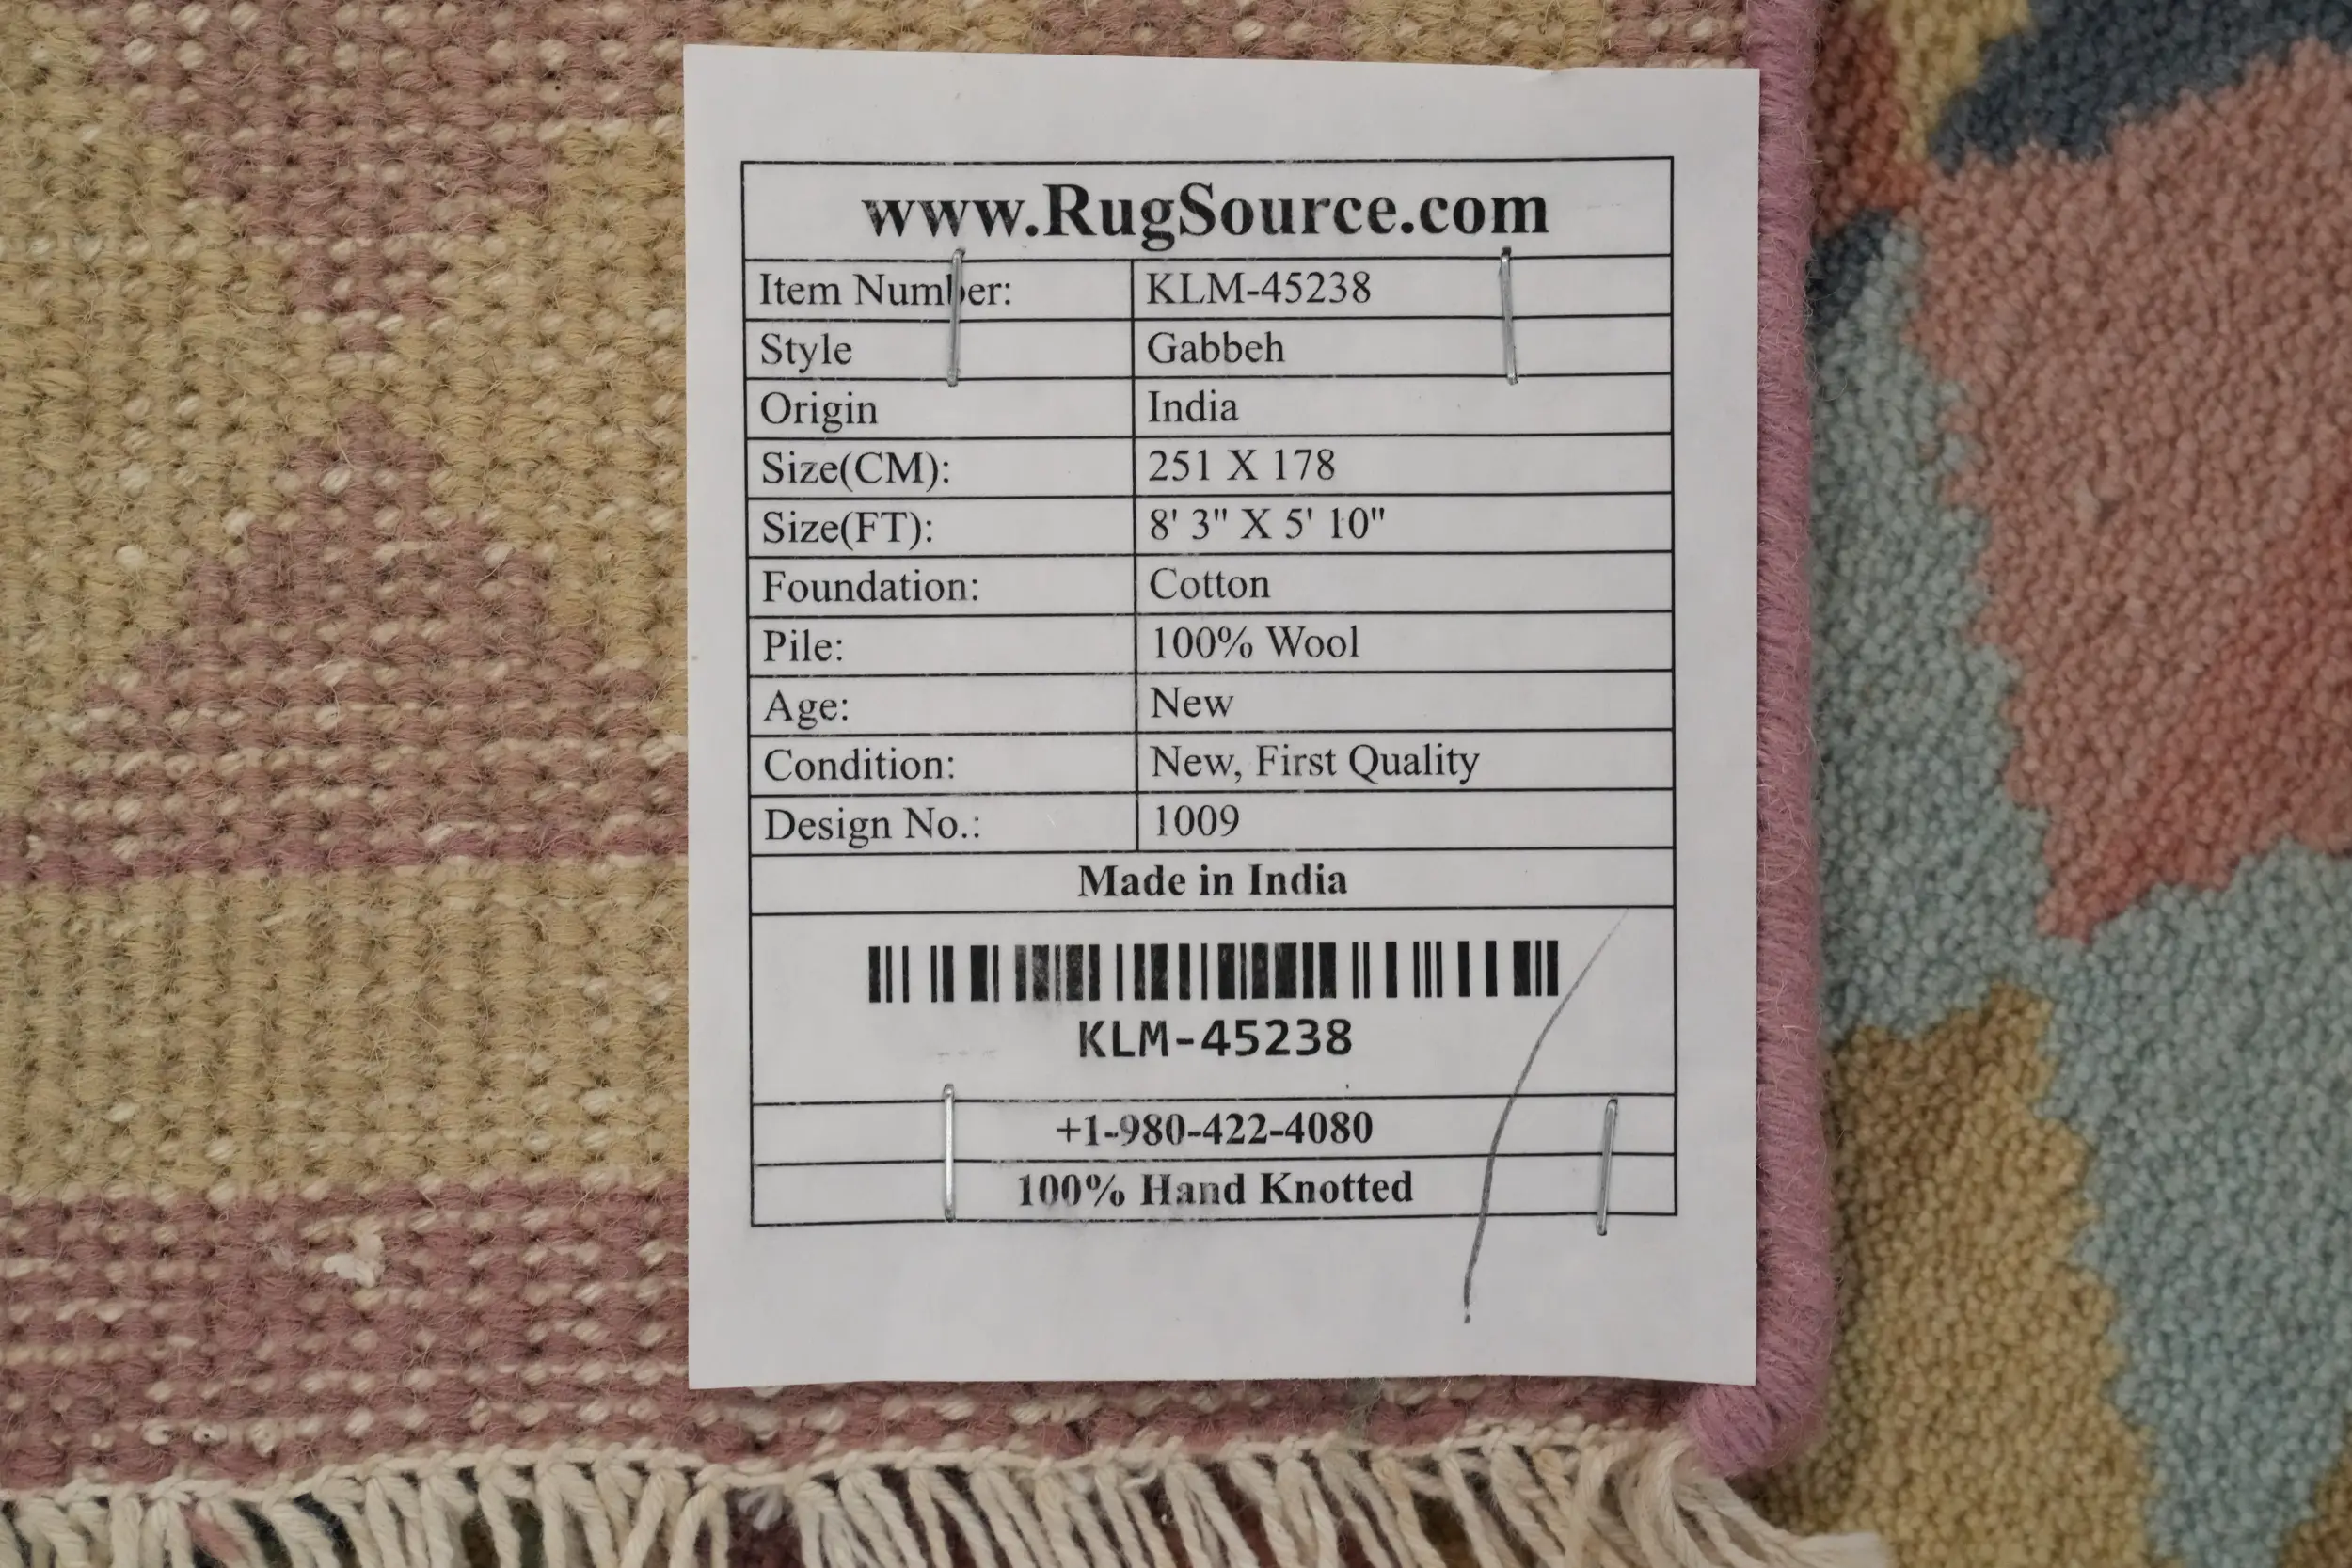 www.RugSource.com
Item Number: KLM-45238
Style Gabbeh
Origin India
Size(CM): 251 X 178
Size(FT): 8' 3" X 5' 10"
Foundation: Cotton
Pile: 100% Wool
Age: New
Condition: New, First Quality
Design No.: 1009
Made in India
KLM-45238
+1-980-422-4080
100% Hand Knotted